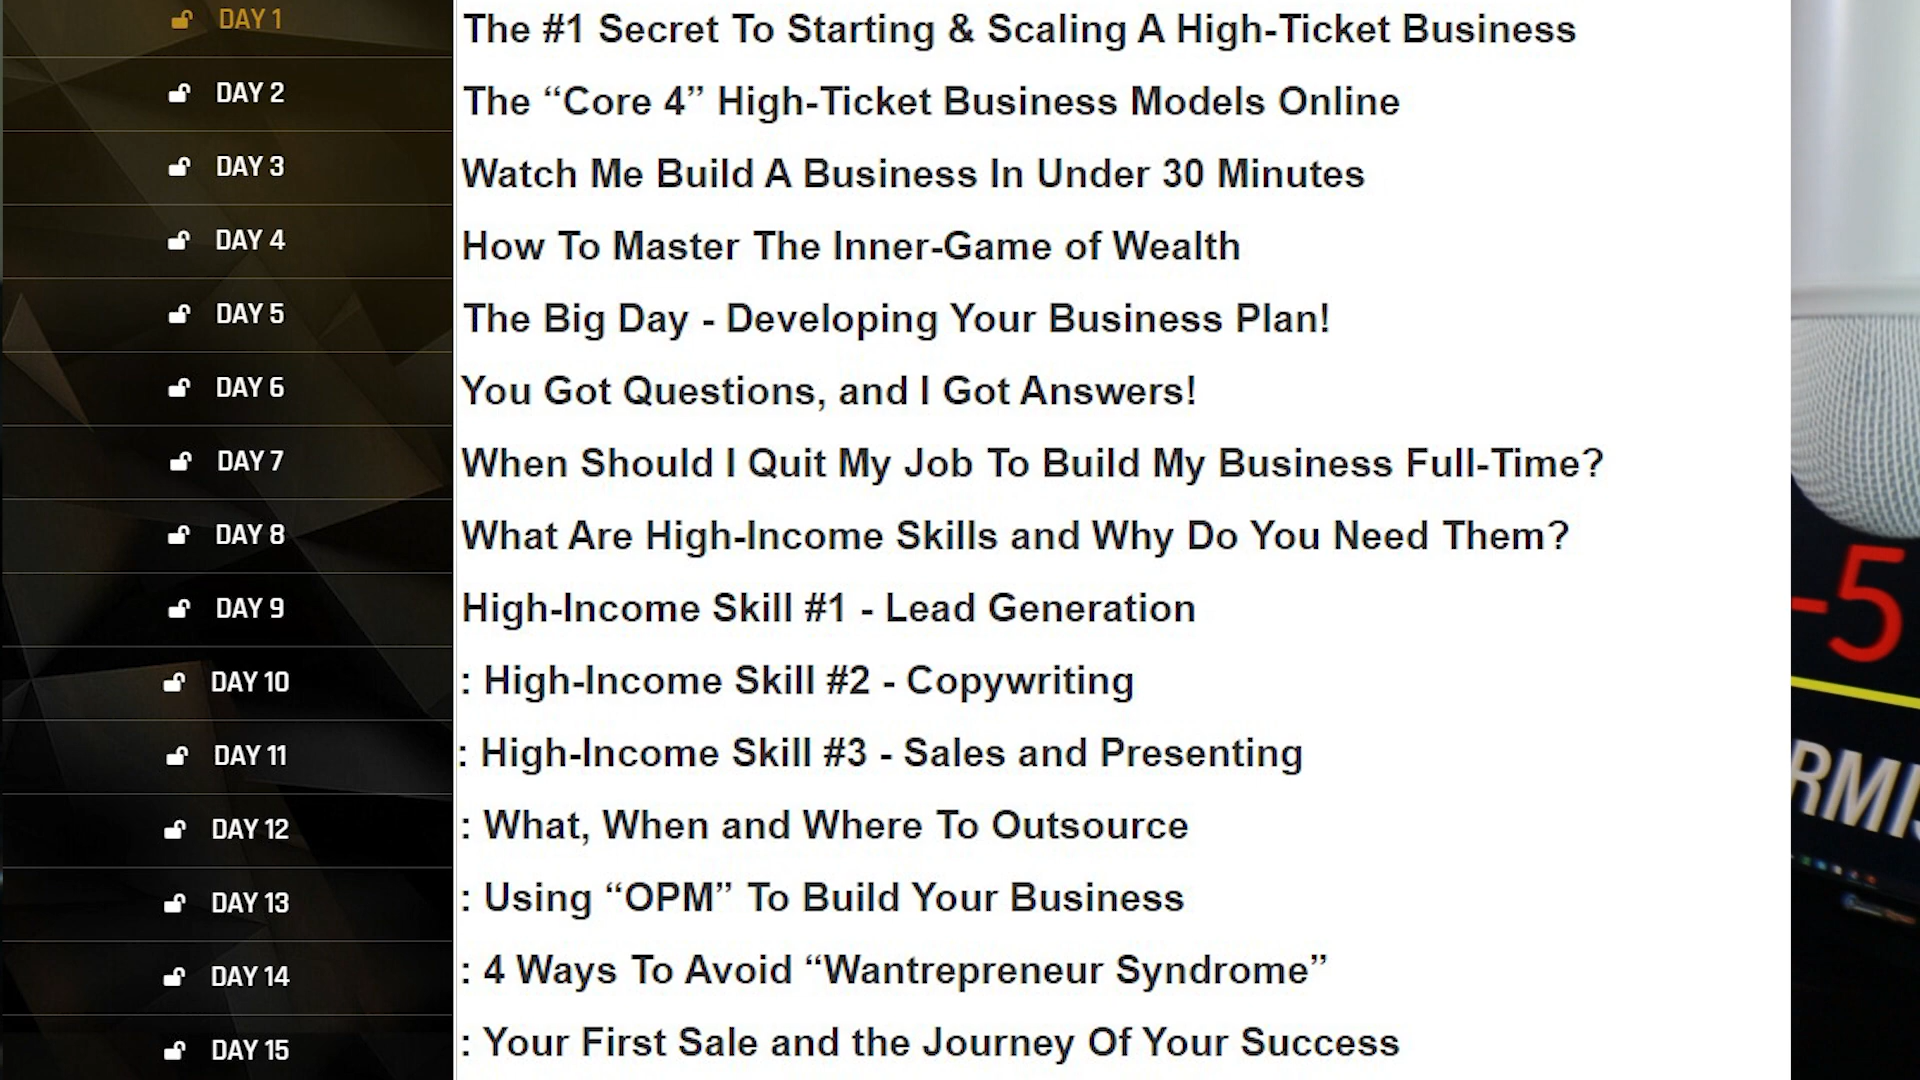 DAY 1 The #1 Secret To Starting & Scaling A High-Ticket Business
DAY 2 The “Core 4” High-Ticket Business Models Online
DAY 3 Watch Me Build A Business In Under 30 Minutes
DAY 4 How To Master The Inner-Game of Wealth
DAY 5 The Big Day - Developing Your Business Plan!
DAY 6 You Got Questions, and I Got Answers!
DAY 7 When Should I Quit My Job To Build My Business Full-Time?
DAY 8 What Are High-Income Skills and Why Do You Need Them?
DAY 9 High-Income Skill #1 - Lead Generation
DAY 10 : High-Income Skill #2 - Copywriting
DAY 11 : High-Income Skill #3 - Sales and Presenting
DAY 12 : What, When and Where To Outsource
DAY 13 : Using “OPM” To Build Your Business
DAY 14 : 4 Ways To Avoid “Wantrepreneur Syndrome”
DAY 15 : Your First Sale and the Journey Of Your Success
-5